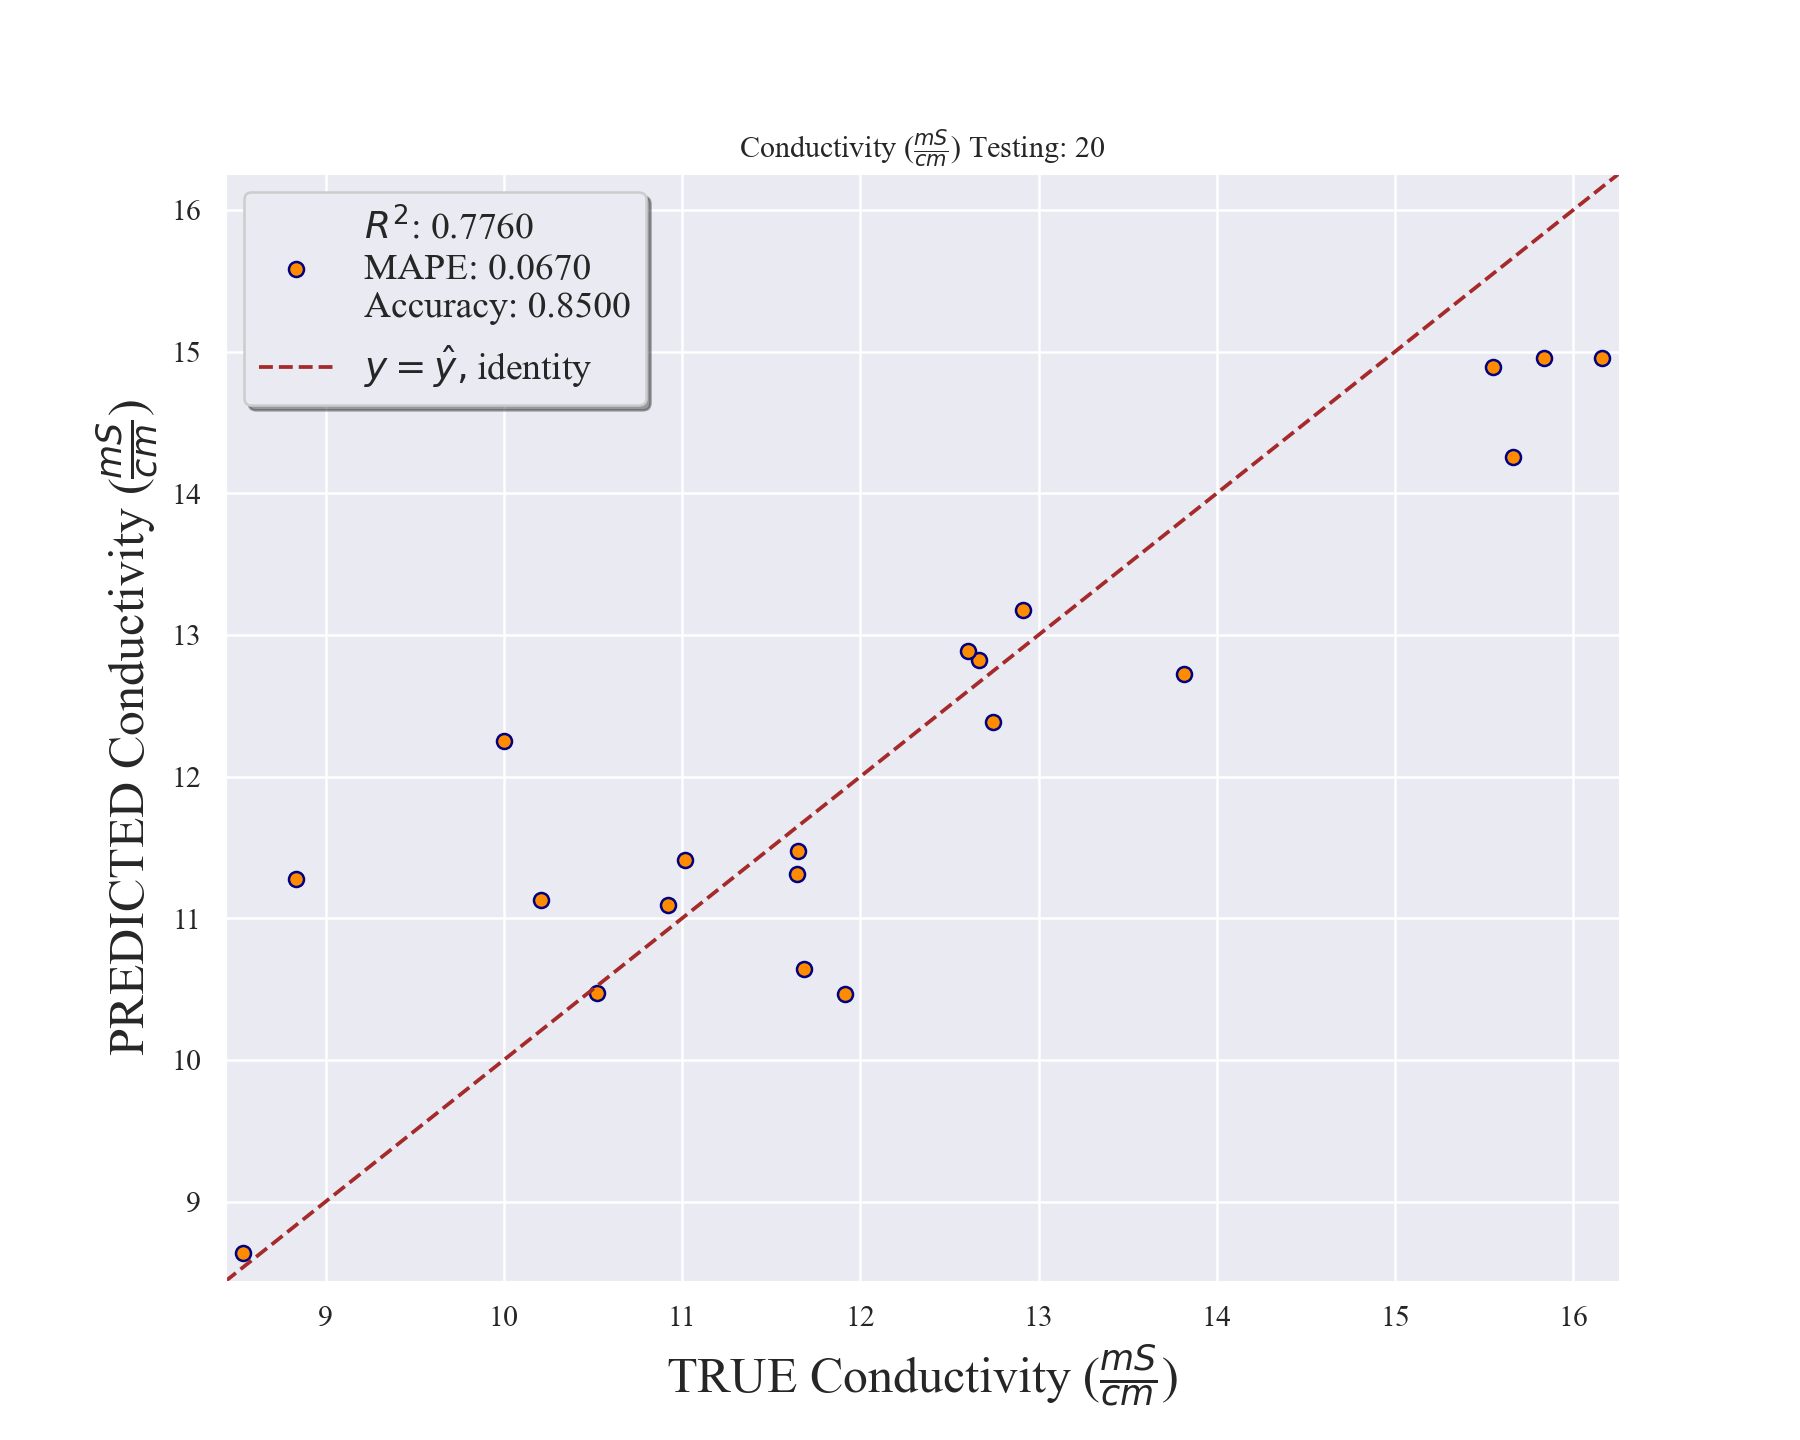 Conductivity (mS/cm) Testing: 20
R²: 0.7760
MAPE: 0.0670
Accuracy: 0.8500
y = ŷ, identity
PREDICTED Conductivity (mS/cm)
16
15
14
13
12
11
10
9
9 10 11 12 13 14 15 16
TRUE Conductivity (mS/cm)